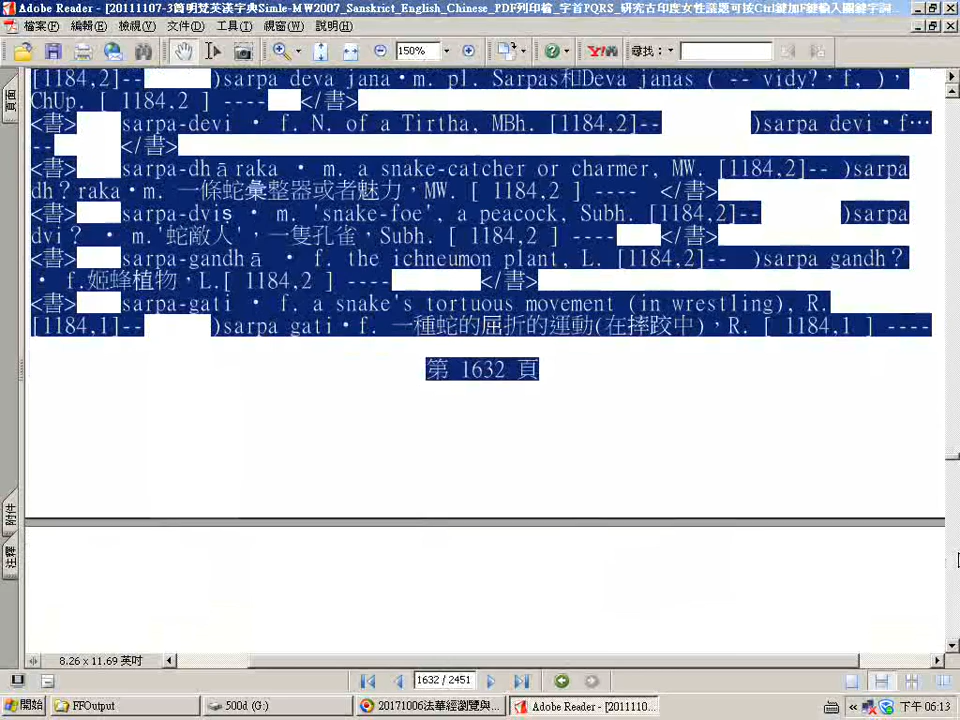 Adobe Reader - [20111107-3簡明梵英漢字典Simle-MW2007_Sanskrict_English_Chinese_PDF列印檔_字首PQRS_研究古印度女性議題可按Ctrl鍵加F鍵輸入關鍵字詞...
檔案(F) 編輯(E) 檢視(V) 文件(D) 工具(T) 視窗(W) 說明(H)
150% Y! 尋找:
頁面
[1184,2]-- )sarpa deva jana‧m. pl. Sarpas和Deva janas ( -- vidy?, f, ),
ChUp. [ 1184,2 ] ---- </書>
<書> sarpa-devi ‧ f. N. of a Tirtha, MBh. [1184,2]-- )sarpa devi‧f…
-- </書>
<書> sarpa-dhāraka ‧ m. a snake-catcher or charmer, MW. [1184,2]-- )sarpa
dh?raka‧m. 一條蛇彙整器或者魅力,MW. [ 1184,2 ] ---- </書>
<書> sarpa-dviṣ ‧ m. 'snake-foe', a peacock, Subh. [1184,2]-- )sarpa
dvi? ‧ m.'蛇敵人',一隻孔雀,Subh. [ 1184,2 ] ---- </書>
<書> sarpa-gandhā ‧ f. the ichneumon plant, L. [1184,2]-- )sarpa gandh?
‧ f.姬蜂植物,L.[ 1184,2 ] ---- </書>
<書> sarpa-gati ‧ f. a snake's tortuous movement (in wrestling), R.
[1184,1]-- )sarpa gati‧f. 一種蛇的屈折的運動(在摔跤中),R. [ 1184,1 ] ----
第 1632 頁
附件
注釋
8.26 x 11.69 英吋
1632 / 2451
開始 FFOutput 500d (G:) 20171006法華經瀏覽與... Adobe Reader - [2011110... 下午 06:13